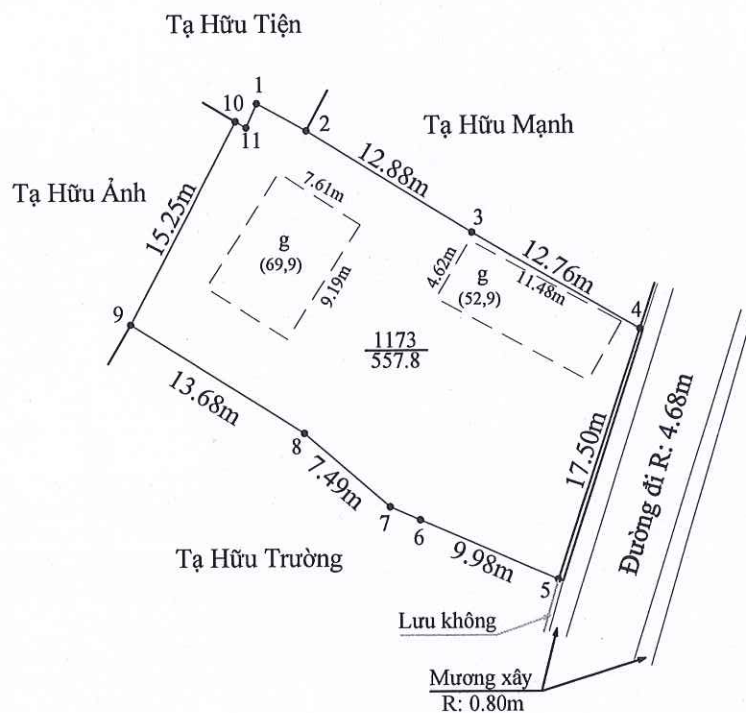 Tạ Hữu Tiện
1
10
11
2
Tạ Hữu Mạnh
12.88m
Tạ Hữu Ảnh
15.25m
7.61m
g
(69,9)
9.19m
3
12.76m
4.62m
g
(52,9)
11.48m
4
9
1173
557.8
13.68m
8
7.49m
7
6
9.98m
5
17.50m
Đường đi R: 4.68m
Tạ Hữu Trường
Lưu không
Mương xây
R: 0.80m